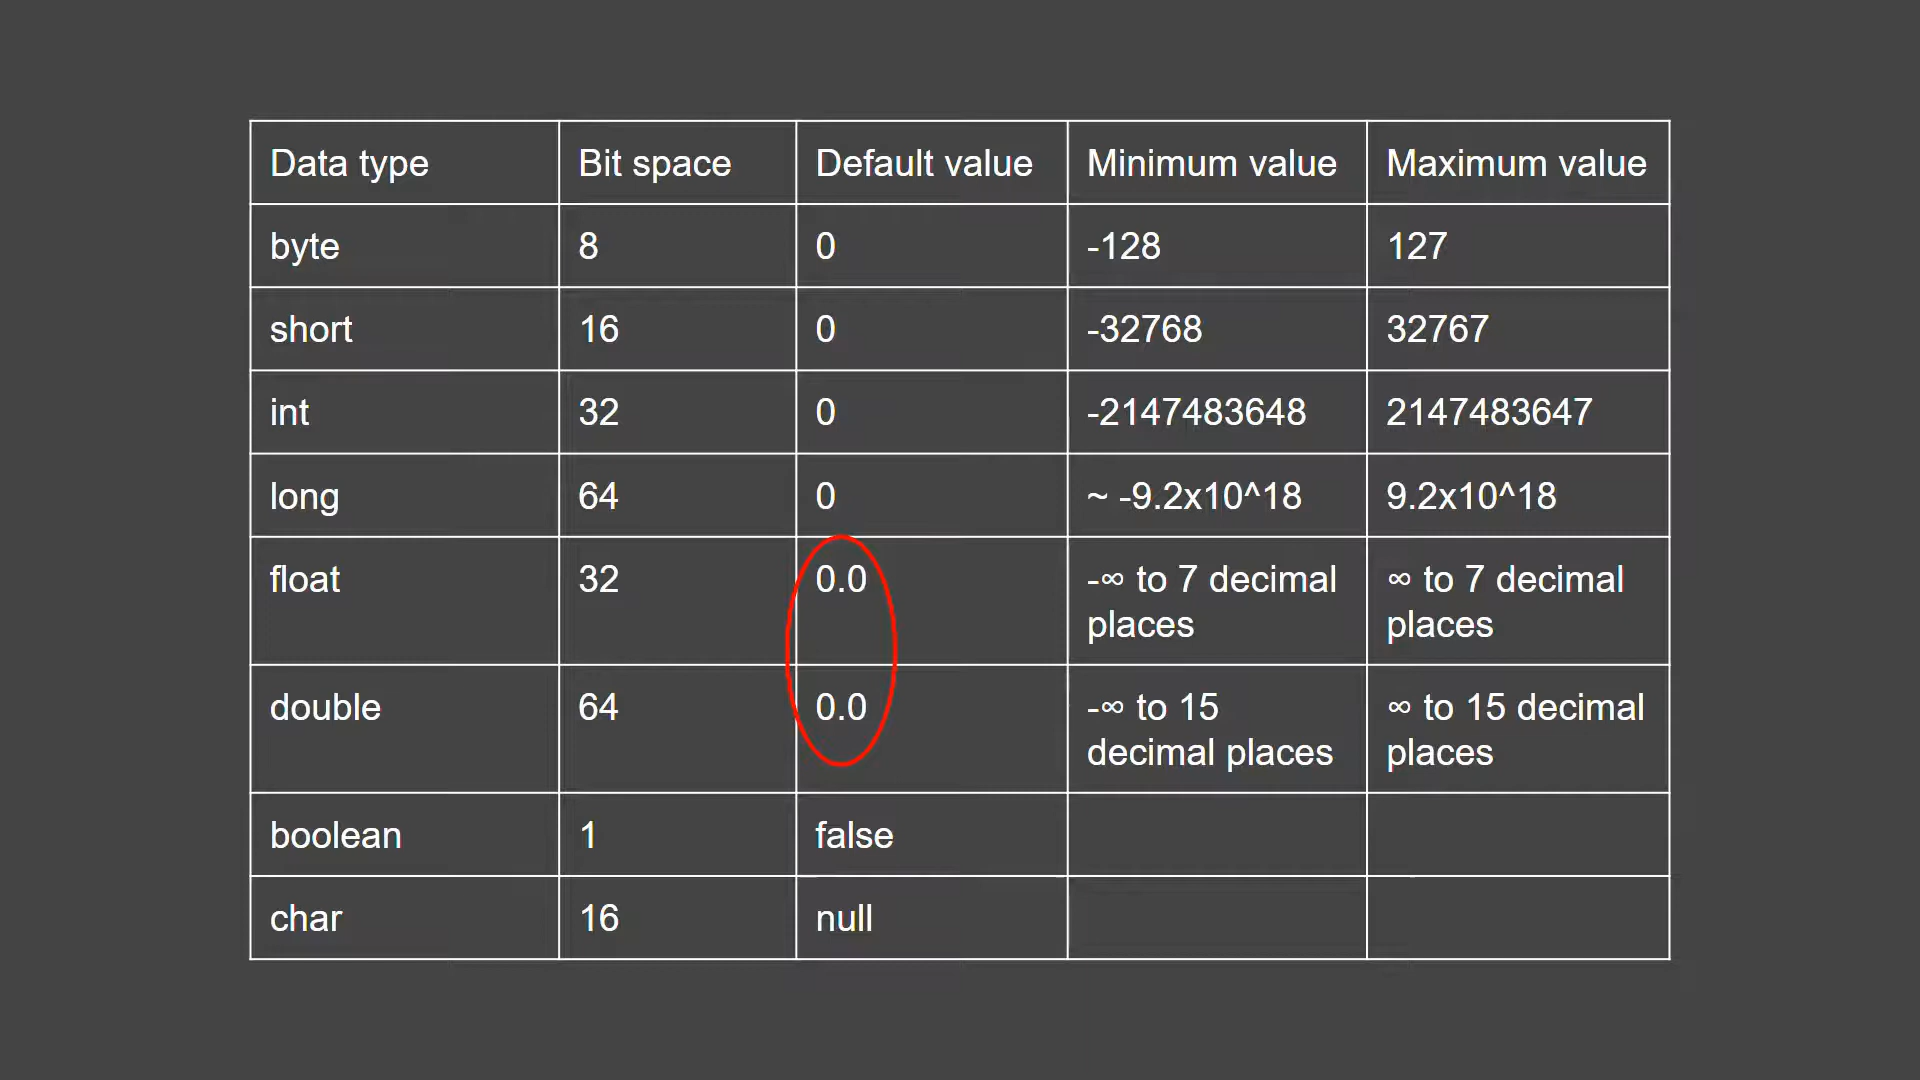 Data type Bit space Default value Minimum value Maximum value
byte 8 0 -128 127
short 16 0 -32768 32767
int 32 0 -2147483648 2147483647
long 64 0 ~ -9.2x10^18 9.2x10^18
float 32 0.0 -∞ to 7 decimal ∞ to 7 decimal
places places
double 64 0.0 -∞ to 15 ∞ to 15 decimal
decimal places places
boolean 1 false
char 16 null